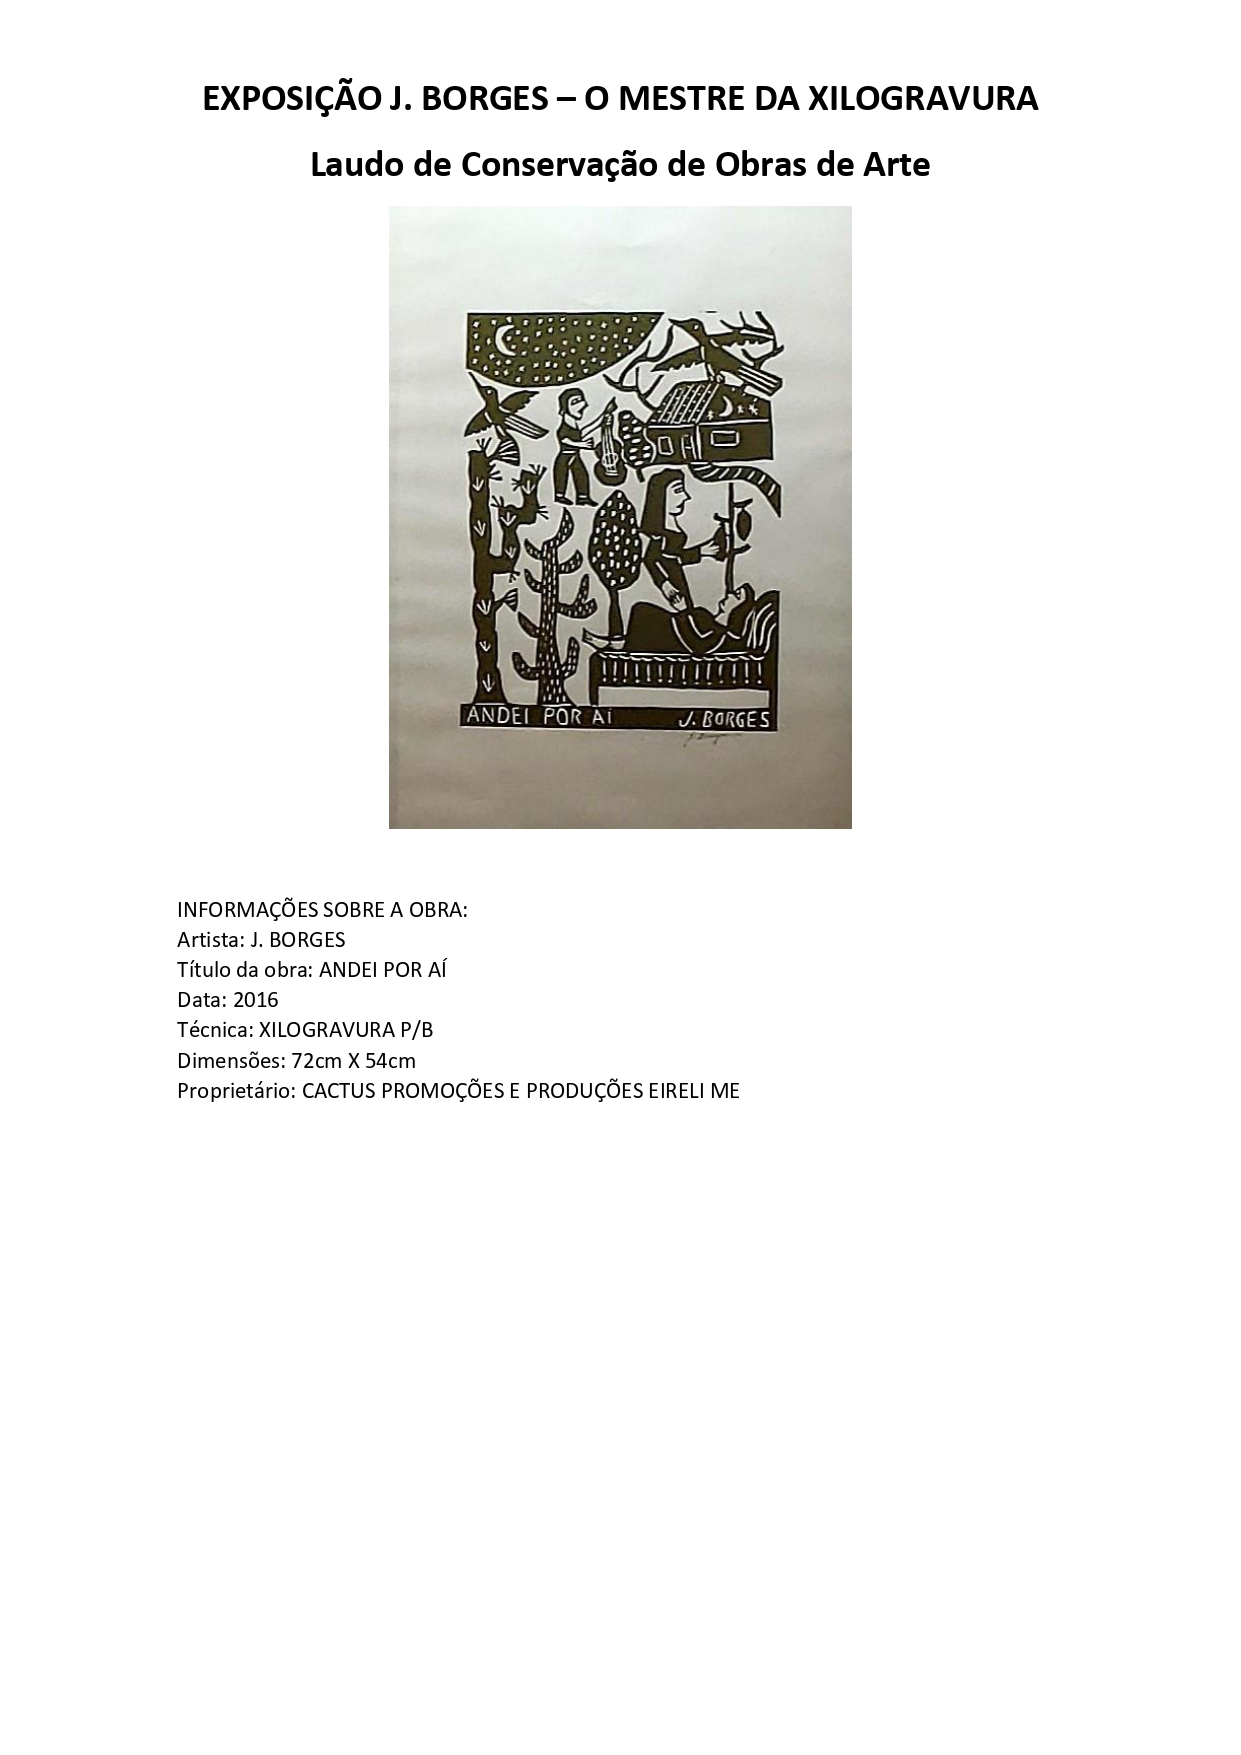 EXPOSIÇÃO J. BORGES – O MESTRE DA XILOGRAVURA
Laudo de Conservação de Obras de Arte
ANDEI POR AÍ J. BORGES
INFORMAÇÕES SOBRE A OBRA:
Artista: J. BORGES
Título da obra: ANDEI POR AÍ
Data: 2016
Técnica: XILOGRAVURA P/B
Dimensões: 72cm X 54cm
Proprietário: CACTUS PROMOÇÕES E PRODUÇÕES EIRELI ME